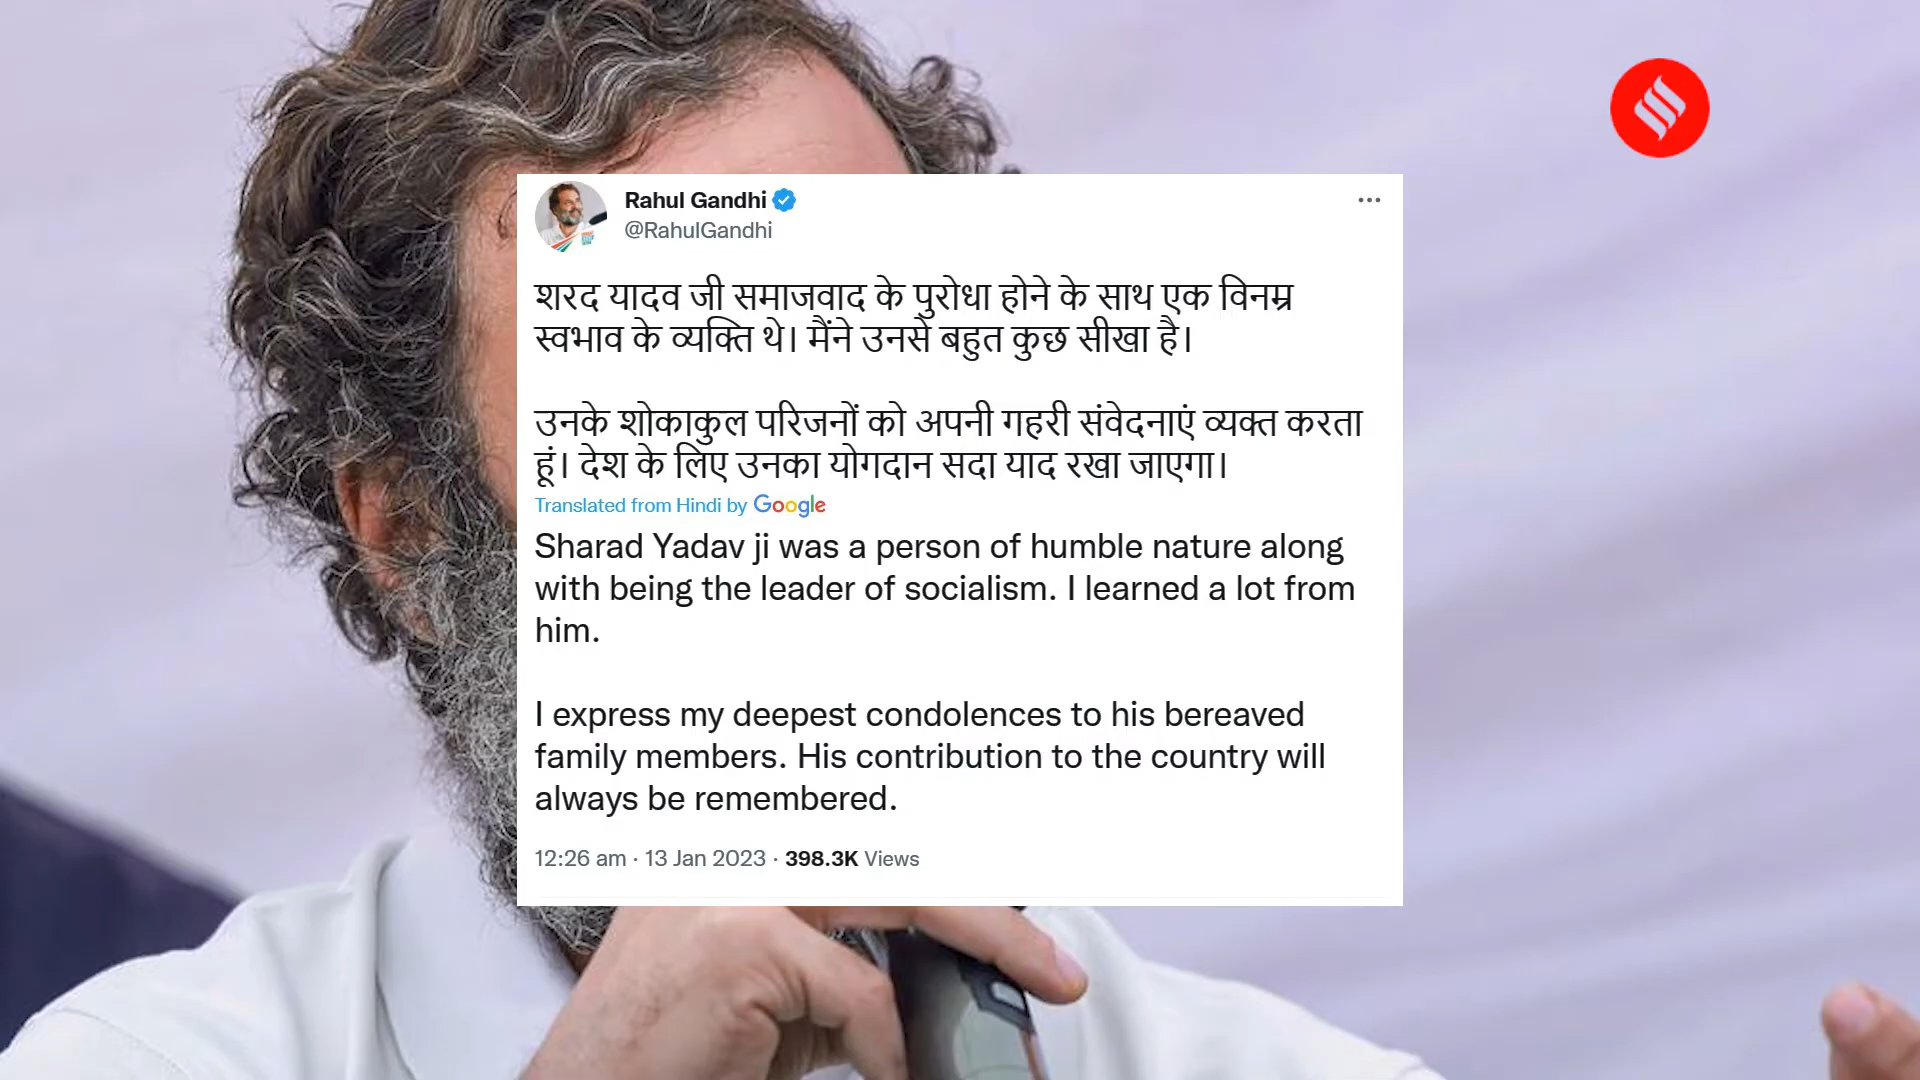 Rahul Gandhi
@RahulGandhi
शरद यादव जी समाजवाद के पुरोधा होने के साथ एक विनम्र
स्वभाव के व्यक्ति थे। मैंने उनसे बहुत कुछ सीखा है।
उनके शोकाकुल परिजनों को अपनी गहरी संवेदनाएं व्यक्त करता
हूं। देश के लिए उनका योगदान सदा याद रखा जाएगा।
Translated from Hindi by Google
Sharad Yadav ji was a person of humble nature along
with being the leader of socialism. I learned a lot from
him.
I express my deepest condolences to his bereaved
family members. His contribution to the country will
always be remembered.
12:26 am · 13 Jan 2023 · 398.3K Views